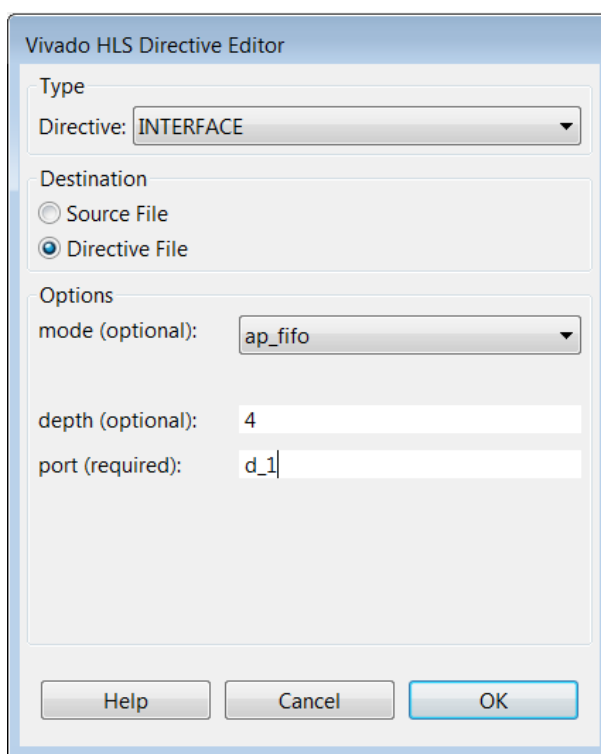 Vivado HLS Directive Editor
Type
Directive: INTERFACE
Destination
Source File
Directive File
Options
mode (optional): ap_fifo
depth (optional): 4
port (required): d_1
Help Cancel OK